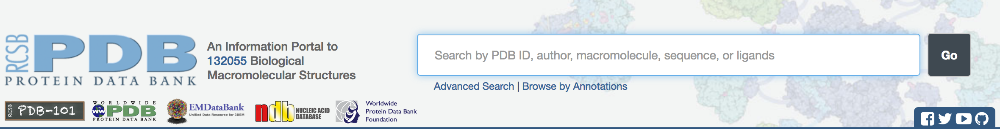 RCSB
PDB
PROTEIN DATA BANK
An Information Portal to
132055 Biological
Macromolecular Structures
Search by PDB ID, author, macromolecule, sequence, or ligands
Go
Advanced Search | Browse by Annotations
RCSB
PDB-101
WORLDWIDE
ww
PDB
PROTEIN DATA BANK
EMDataBank
Unified Data Resource for 3DEM
ndb
NUCLEIC ACID
DATABASE
Worldwide
Protein Data Bank
Foundation